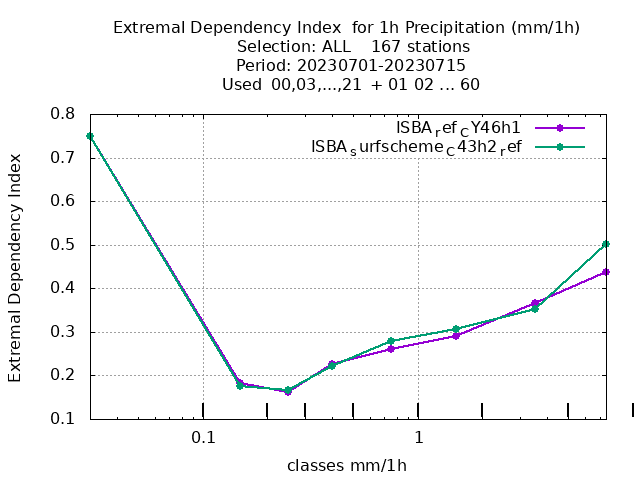 Extremal Dependency Index  for 1h Precipitation (mm/1h)
Selection: ALL    167 stations
Period: 20230701-20230715
Used  00,03,...,21  + 01 02 ... 60
ISBArefCY46h1
ISBAsurfschemeC43h2ref
Extremal Dependency Index
0.8
0.7
0.6
0.5
0.4
0.3
0.2
0.1
0.1 1
classes mm/1h